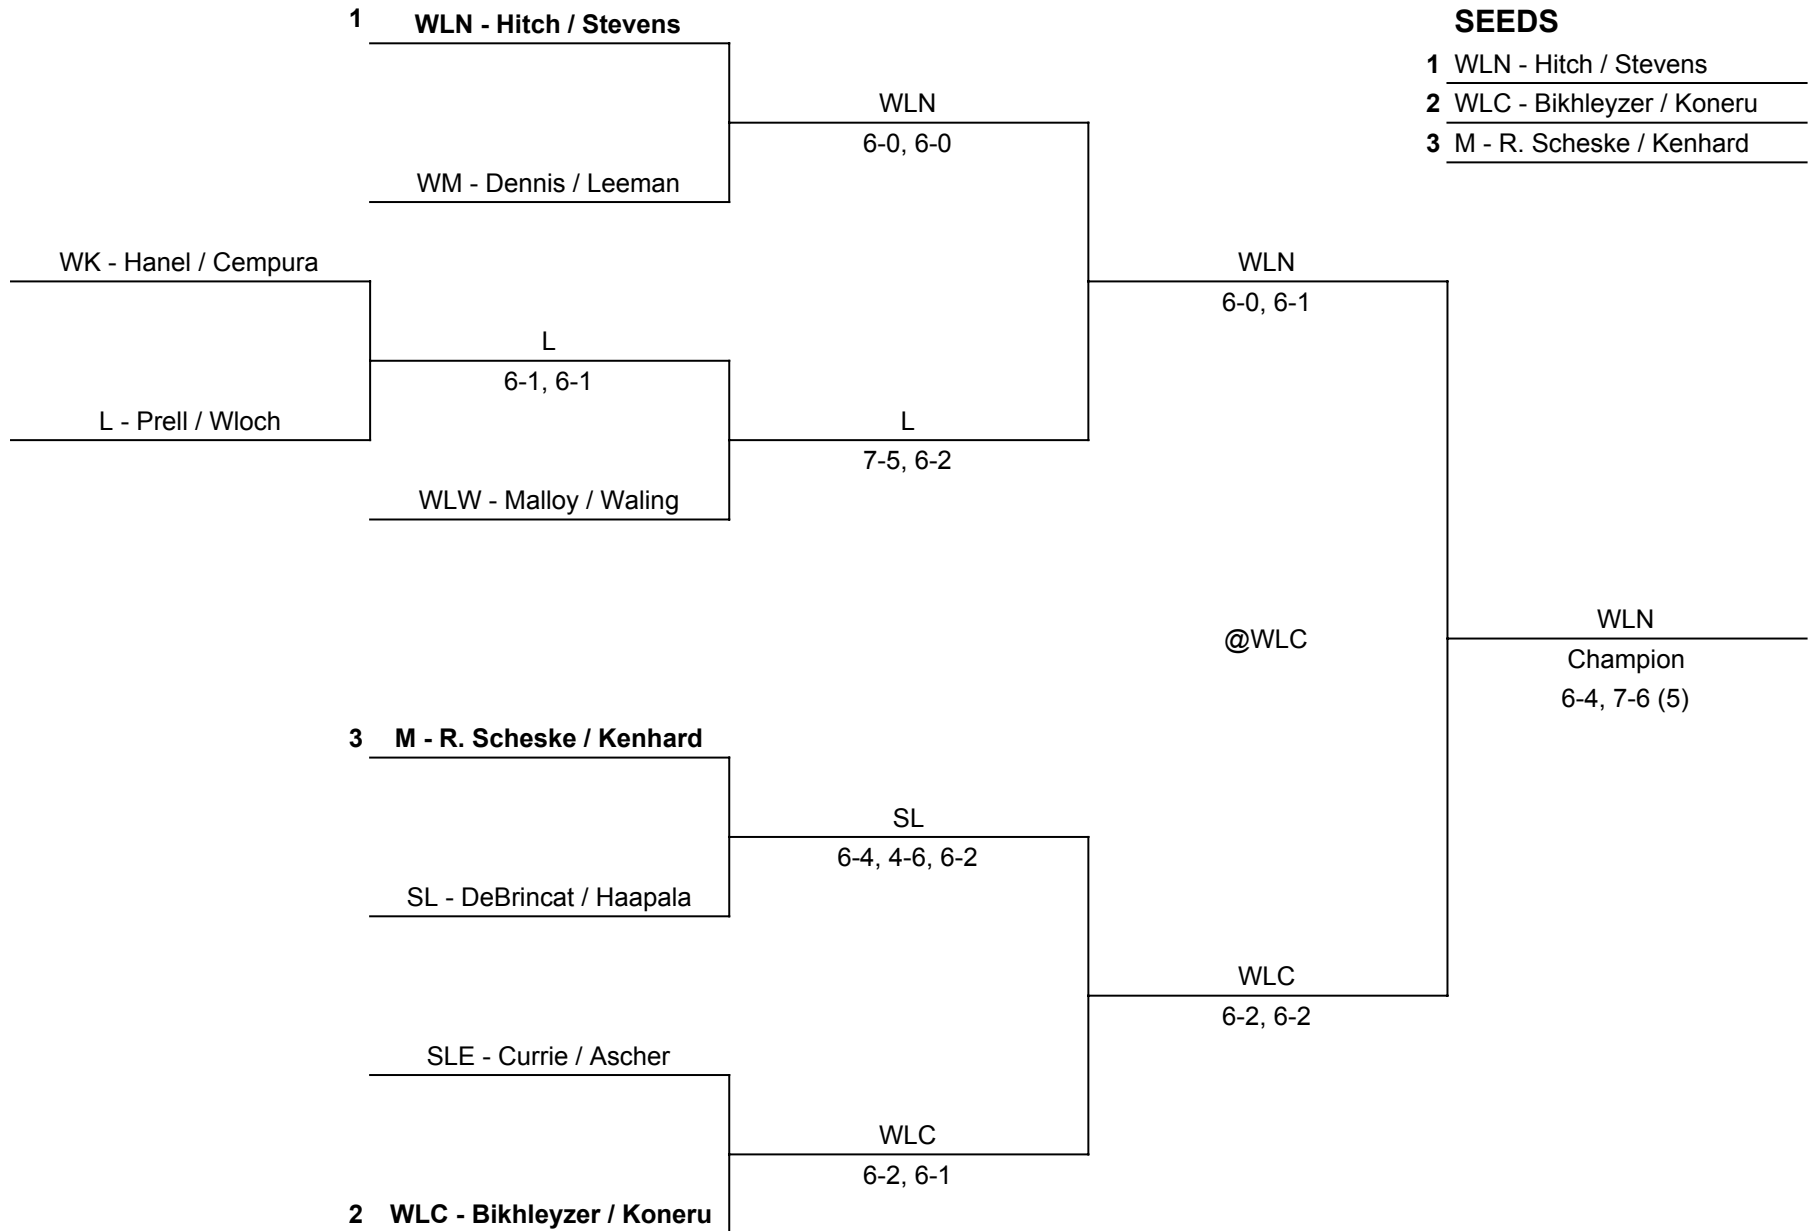 1 WLN - Hitch / Stevens
SEEDS
1 WLN - Hitch / Stevens
2 WLC - Bikhleyzer / Koneru
3 M - R. Scheske / Kenhard
WLN
6-0, 6-0
WM - Dennis / Leeman
WK - Hanel / Cempura
WLN
6-0, 6-1
L
6-1, 6-1
L - Prell / Wloch
L
7-5, 6-2
WLW - Malloy / Waling
@WLC
WLN
Champion
6-4, 7-6 (5)
3 M - R. Scheske / Kenhard
SL
6-4, 4-6, 6-2
SL - DeBrincat / Haapala
WLC
6-2, 6-2
SLE - Currie / Ascher
WLC
6-2, 6-1
2 WLC - Bikhleyzer / Koneru